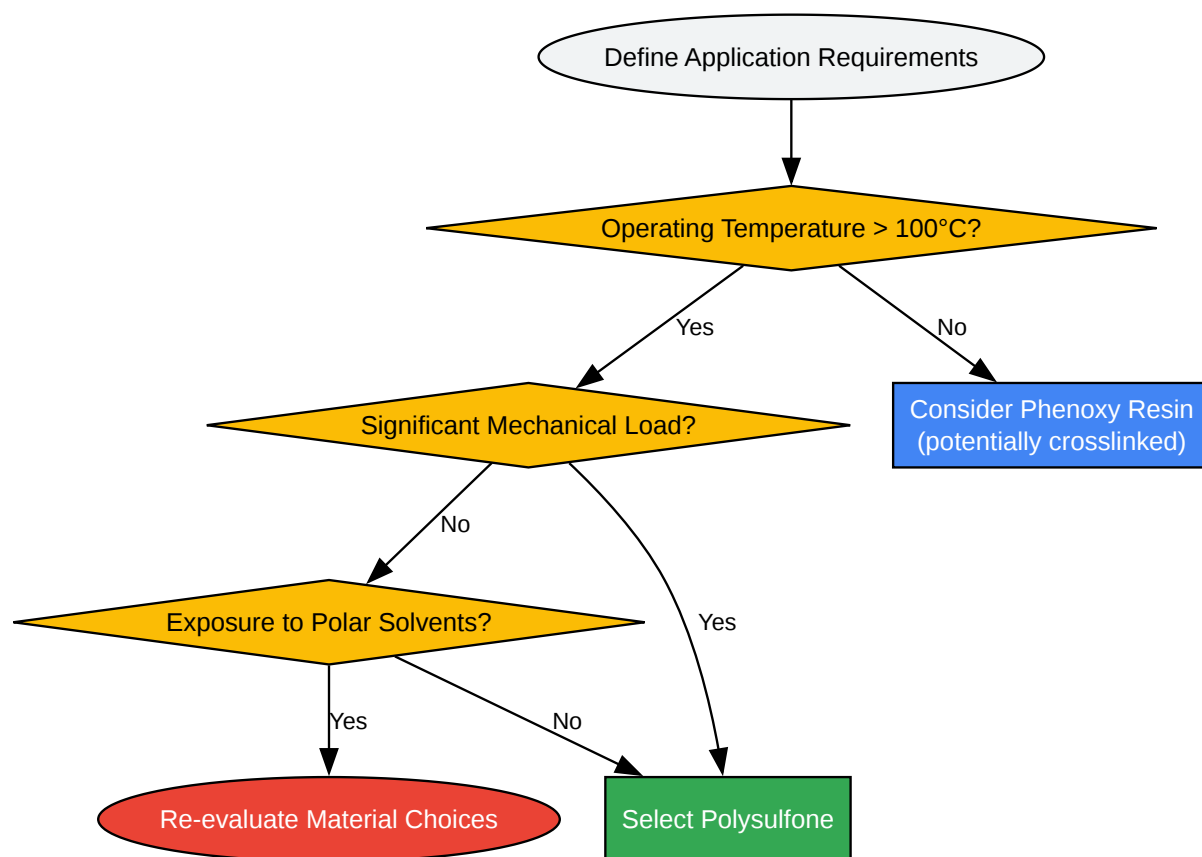 Define Application Requirements
Operating Temperature > 100°C?
Yes
No
Significant Mechanical Load?
Consider Phenoxy Resin
(potentially crosslinked)
No
Yes
Exposure to Polar Solvents?
Yes
No
Re-evaluate Material Choices
Select Polysulfone